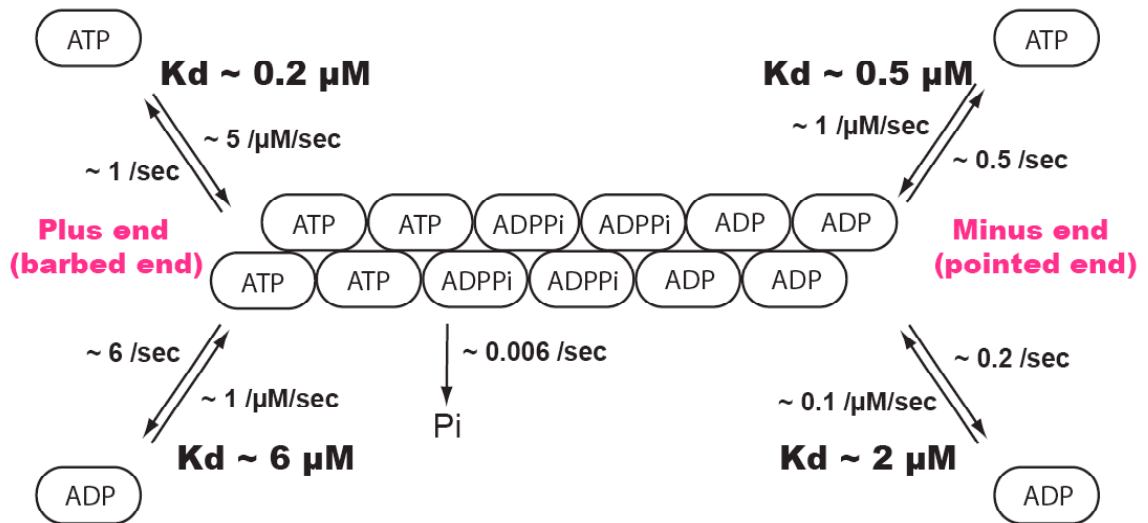 ATP
ATP
Kd ~ 0.2 µM
Kd ~ 0.5 µM
~ 5 /µM/sec
~ 1 /µM/sec
~ 1 /sec
~ 0.5 /sec
ATP ATP ADPPi ADPPi ADP ADP
Plus end
(barbed end)
Minus end
(pointed end)
ATP ATP ADPPi ADPPi ADP ADP
~ 6 /sec
~ 0.006 /sec
~ 0.2 /sec
~ 1 /µM/sec
~ 0.1 /µM/sec
Pi
Kd ~ 6 µM
Kd ~ 2 µM
ADP
ADP